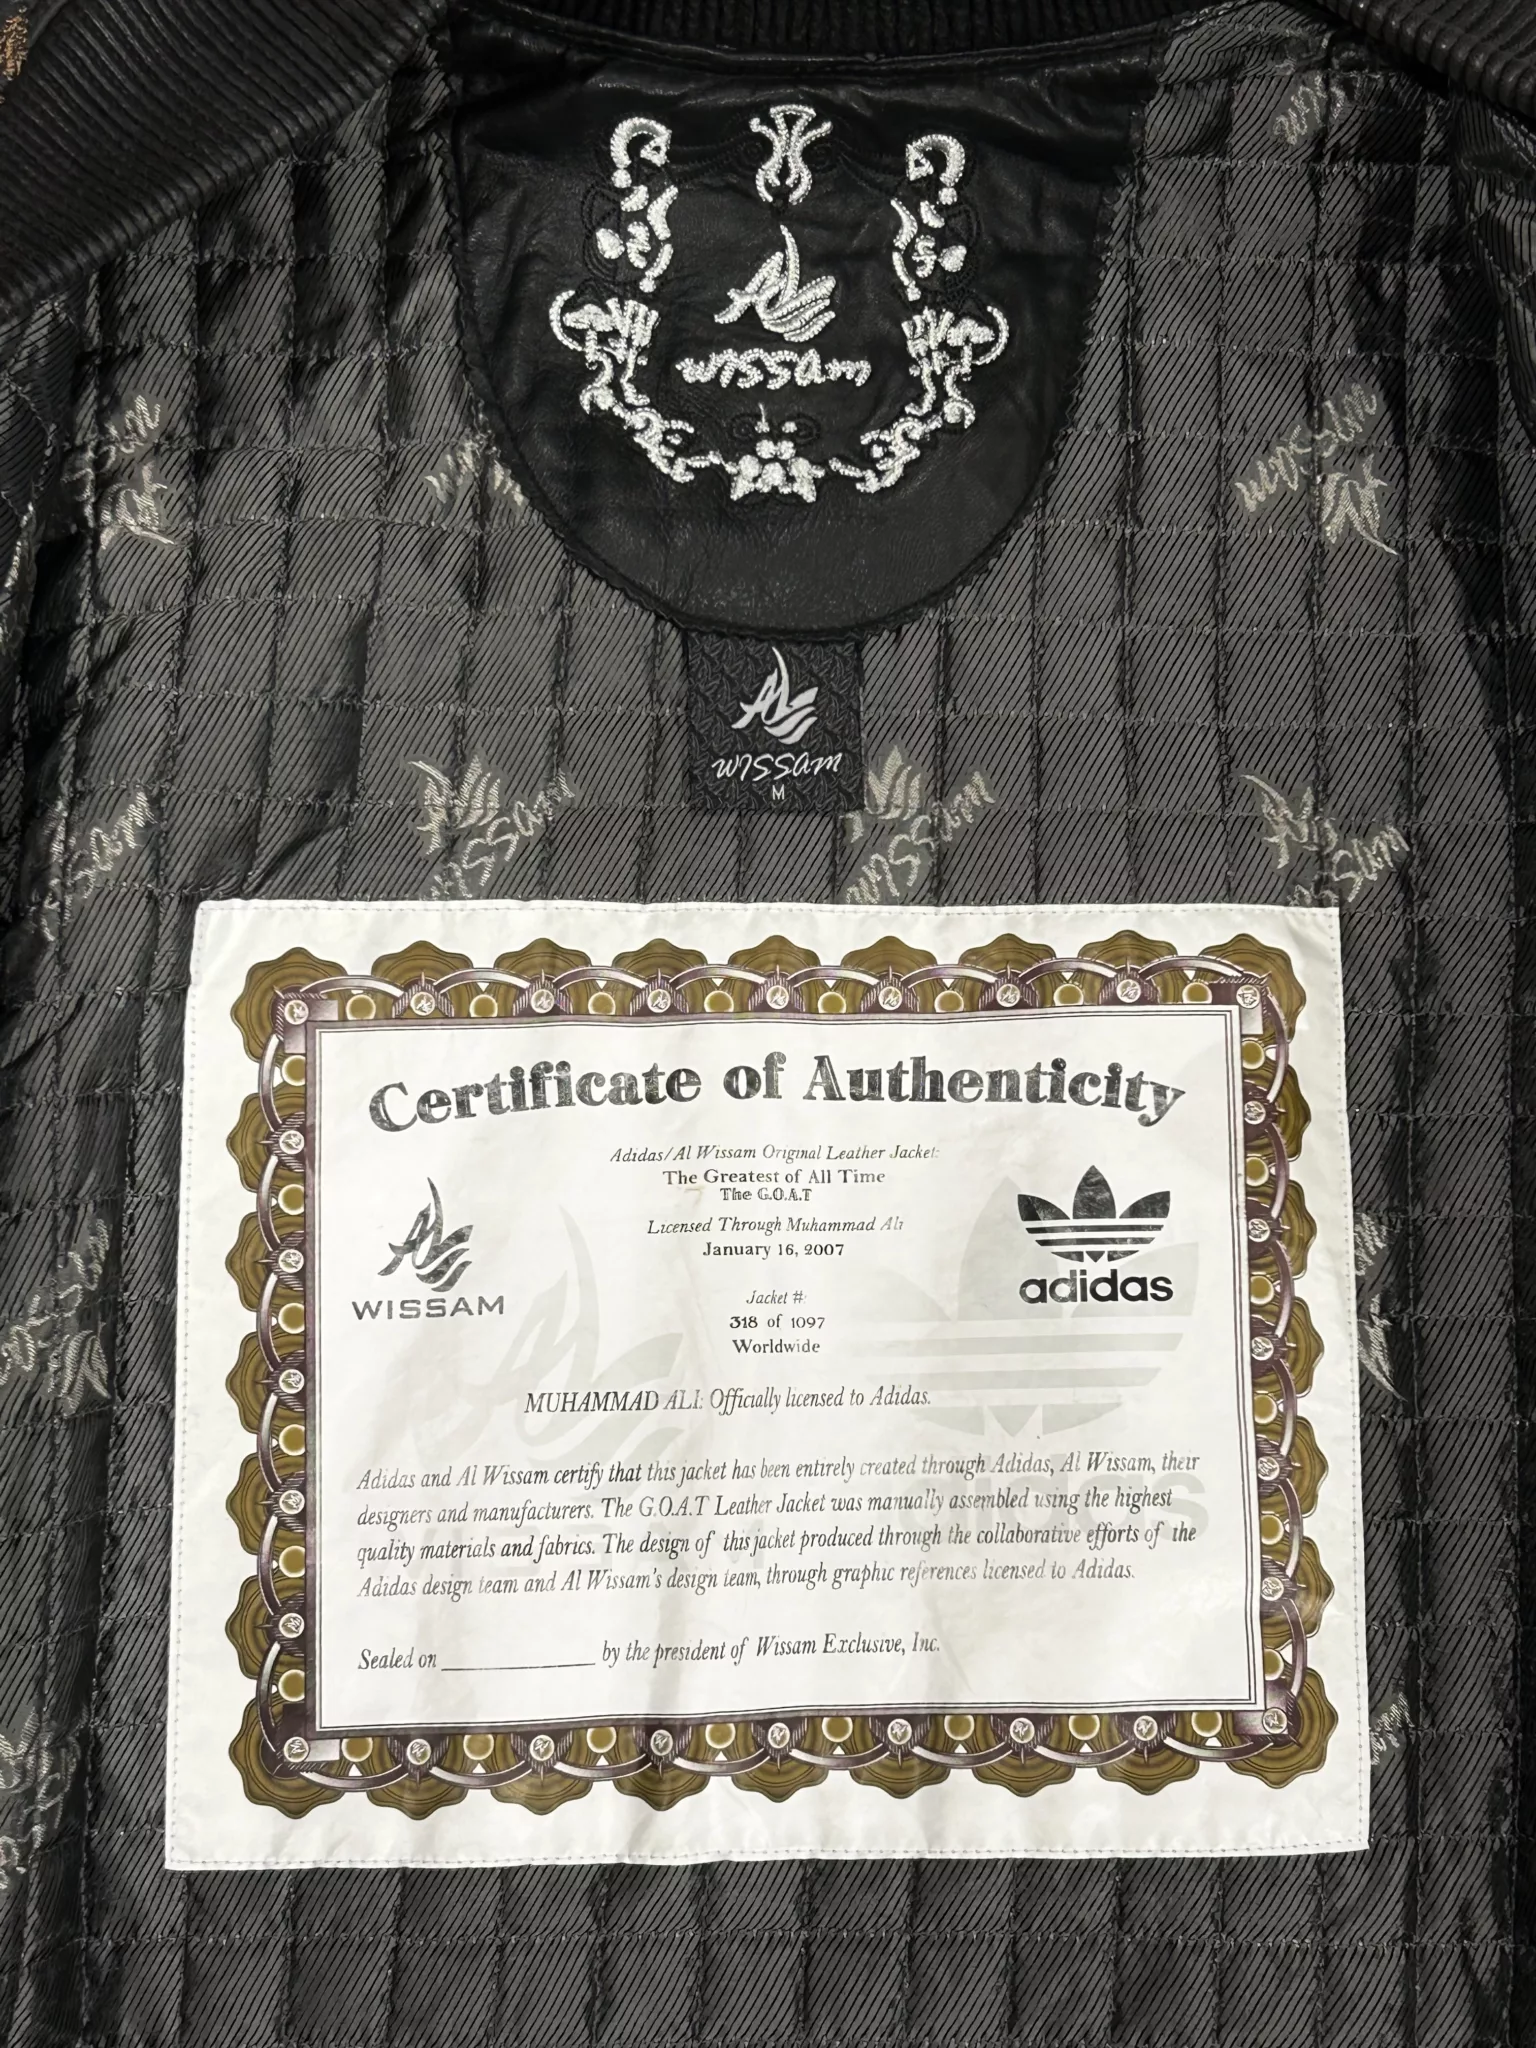 WISSAM
WISSAM
M
wissam
wissam
wissam
wissam
Certificate of Authenticity
Adidas/Al Wissam Original Leather Jacket:
The Greatest of All Time
The G.O.A.T
Licensed Through Muhammad Ali
January 16, 2007
WISSAM
adidas
Jacket #:
318 of 1097
Worldwide
MUHAMMAD ALI: Officially licensed to Adidas.
Adidas and Al Wissam certify that this jacket has been entirely created through Adidas, Al Wissam, their
designers and manufacturers. The G.O.A.T Leather Jacket was manually assembled using the highest
quality materials and fabrics. The design of this jacket produced through the collaborative efforts of the
Adidas design team and Al Wissam's design team, through graphic references licensed to Adidas.
Sealed on ____________ by the president of Wissam Exclusive, Inc.